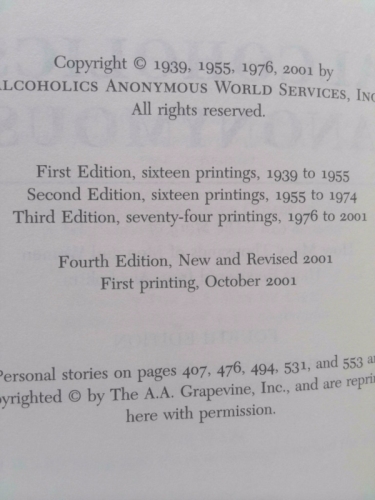 Copyright © 1939, 1955, 1976, 2001 by
ALCOHOLICS ANONYMOUS WORLD SERVICES, INC
All rights reserved.
First Edition, sixteen printings, 1939 to 1955
Second Edition, sixteen printings, 1955 to 1974
Third Edition, seventy-four printings, 1976 to 2001
Fourth Edition, New and Revised 2001
First printing, October 2001
Personal stories on pages 407, 476, 494, 531, and 553
by The A.A. Grapevine, Inc., and are
here with permission.